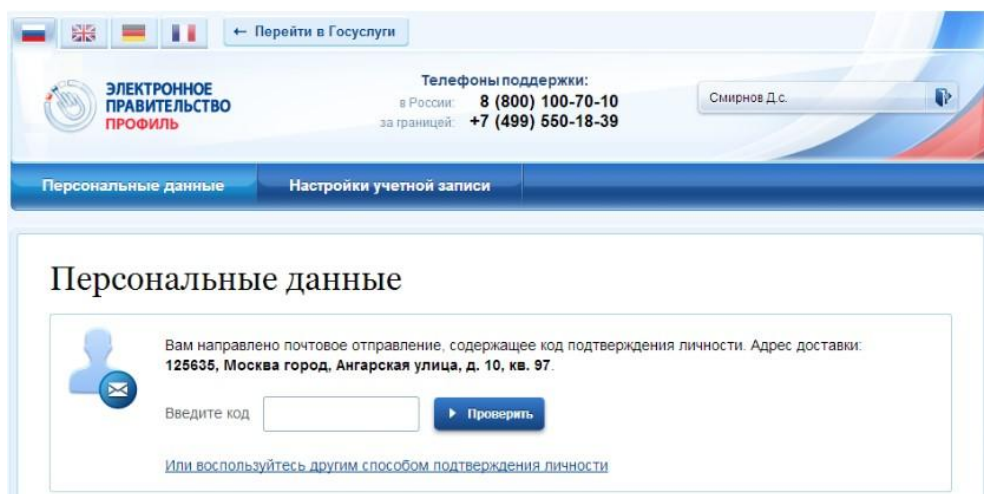 ← Перейти в Госуслуги
ЭЛЕКТРОННОЕ
ПРАВИТЕЛЬСТВО
ПРОФИЛЬ
Телефоны поддержки:
в России: 8 (800) 100-70-10
за границей: +7 (499) 550-18-39
Смирнов Д.с.
Персональные данные Настройки учетной записи
Персональные данные
Вам направлено почтовое отправление, содержащее код подтверждения личности. Адрес доставки:
125635, Москва город, Ангарская улица, д. 10, кв. 97.
Введите код Проверить
Или воспользуйтесь другим способом подтверждения личности